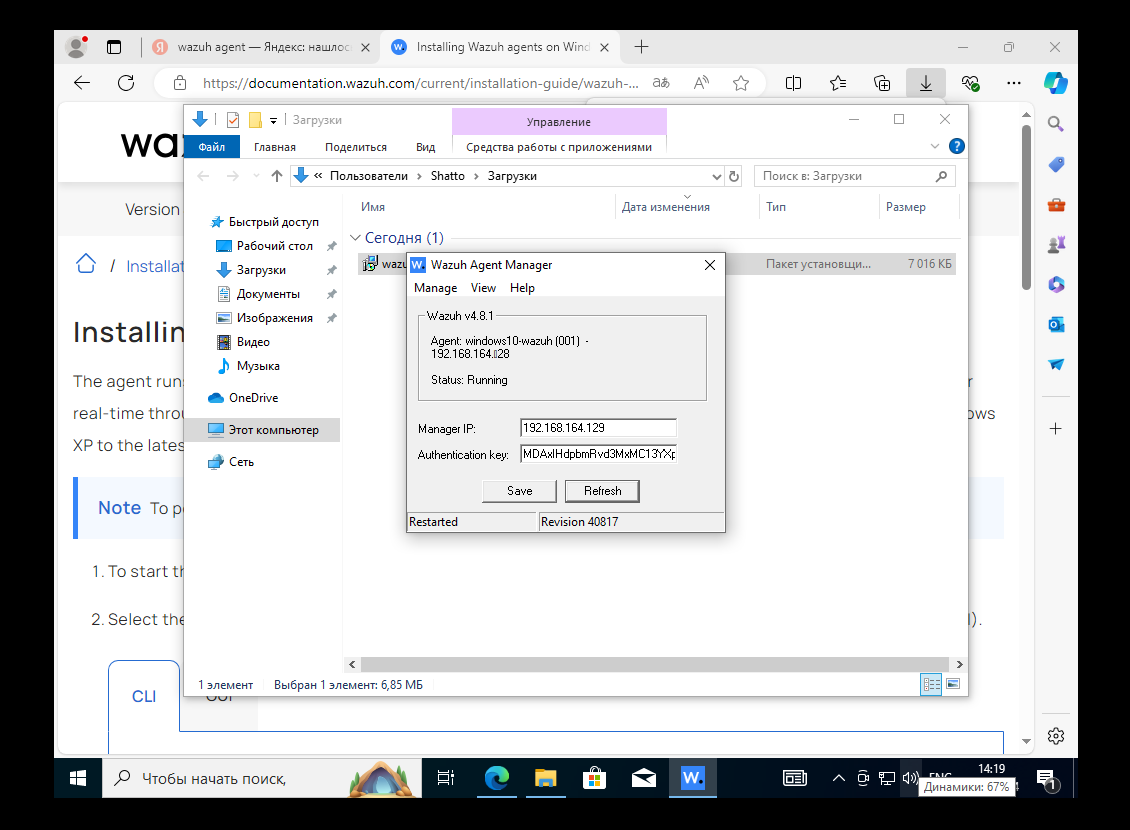 wazuh agent — Яндекс: нашлос
Installing Wazuh agents on Wind
https://documentation.wazuh.com/current/installation-guide/wazuh-...
Загрузки
Управление
Файл
Главная
Поделиться
Вид
Средства работы с приложениями
« Пользователи › Shatto › Загрузки
Поиск в: Загрузки
Version
Имя
Дата изменения
Тип
Размер
Быстрый доступ
Рабочий стол
Загрузки
Документы
Изображения
Видео
Музыка
OneDrive
Этот компьютер
Сеть
Сегодня (1)
wazu
Пакет установщи...
7 016 КБ
/ Installat
Installin
The agent run
real-time throu
ows
XP to the lates
Note To p
1. To start th
2. Select the
).
CLI
Wazuh Agent Manager
Manage View Help
Wazuh v4.8.1
Agent: windows10-wazuh (001) -
192.168.164.128
Status: Running
Manager IP:
192.168.164.129
Authentication key:
Save
Refresh
Restarted
Revision 40817
1 элемент
Выбран 1 элемент: 6,85 МБ
Чтобы начать поиск,
14:19
Динамики: 67%
1